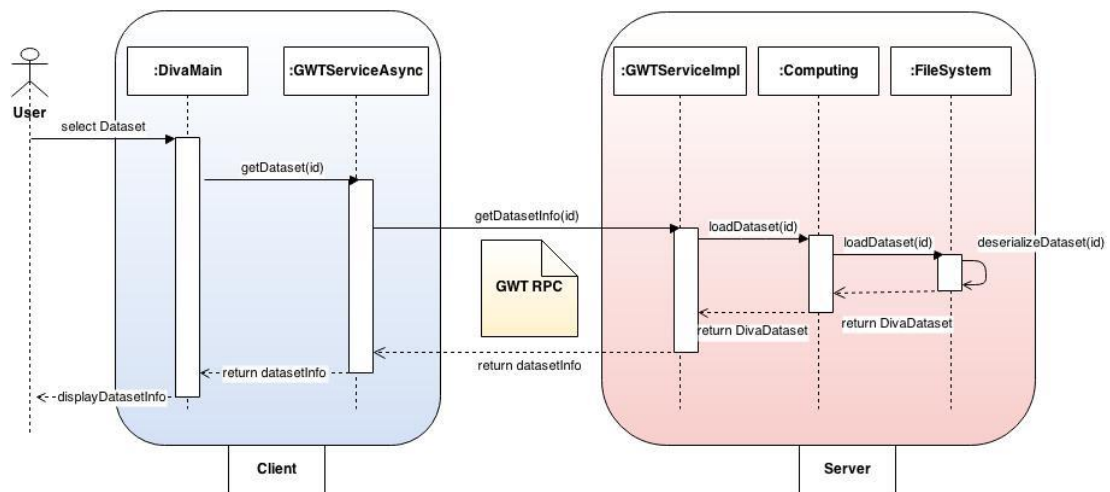 :DivaMain
:GWTServiceAsync
:GWTServiceImpl
:Computing
:FileSystem
User
select Dataset
getDataset(id)
getDatasetInfo(id)
loadDataset(id)
loadDataset(id)
deserializeDataset(id)
GWT RPC
return DivaDataset
return DivaDataset
return datasetInfo
return datasetInfo
displayDatasetInfo
Client
Server